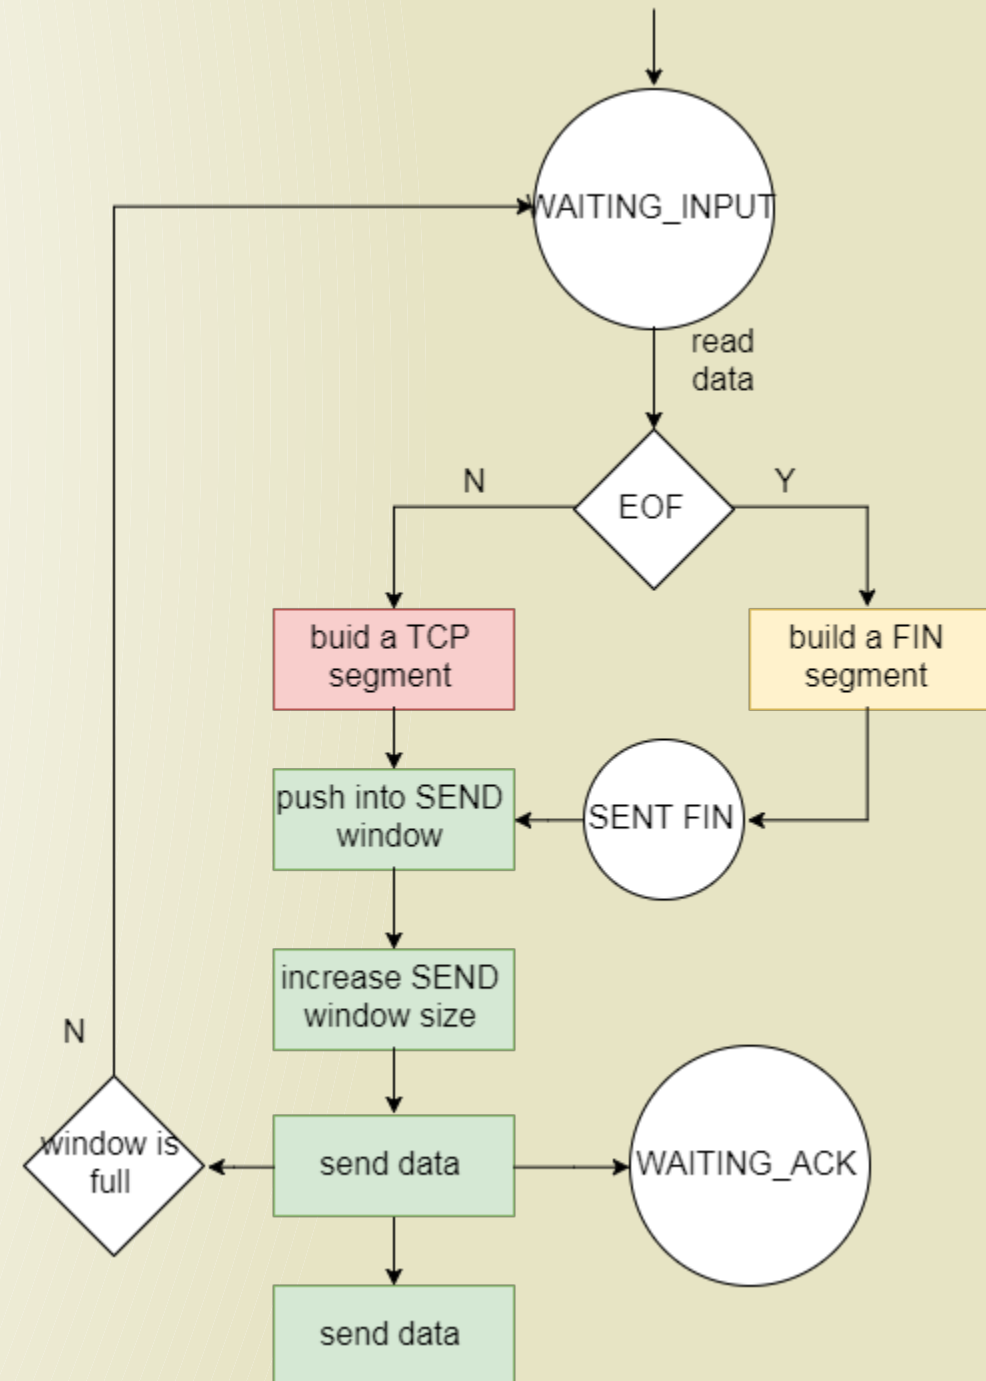 WAITING_INPUT
read
data
N
Y
EOF
buid a TCP
segment
build a FIN
segment
push into SEND
window
SENT FIN
increase SEND
window size
N
window is
full
send data
WAITING_ACK
send data